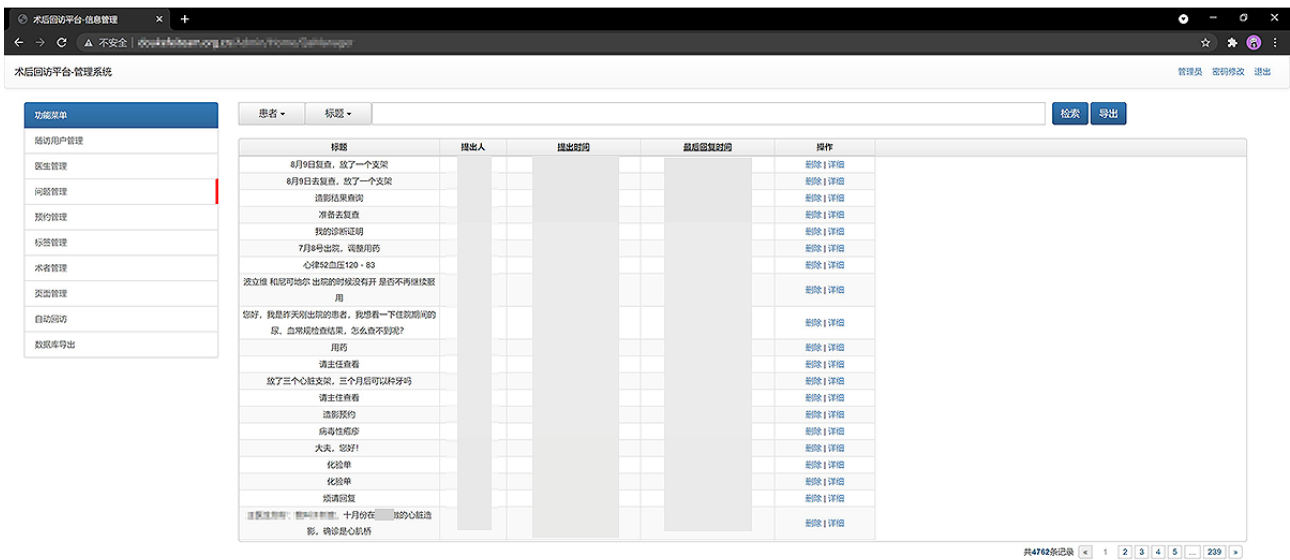 术后回访平台-信息管理
不安全
术后回访平台-管理系统
管理员 密码修改 退出
功能菜单
随访用户管理
医生管理
问题管理
预约管理
标签管理
术者管理
页面管理
自动回访
数据库导出
患者 标题 检索 导出
标题 提出人 提出时间 最后回复时间 操作
8月9日复查,放了一个支架 删除 | 详细
8月9日去复查,放了一个支架 删除 | 详细
造影结果查询 删除 | 详细
准备去复查 删除 | 详细
我的诊断证明 删除 | 详细
7月8号出院,调整用药 删除 | 详细
心律52血压120 - 83 删除 | 详细
波立维 和尼可地尔 出院的时候没有开 是否不再继续服
用 删除 | 详细
您好,我是昨天刚出院的患者,我想看一下住院期间的
尿、血常规检查结果,怎么查不到呢? 删除 | 详细
用药 删除 | 详细
请主任查看 删除 | 详细
放了三个心脏支架,三个月后可以种牙吗 删除 | 详细
请主任查看 删除 | 详细
造影预约 删除 | 详细
病毒性疱疹 删除 | 详细
大夫,您好! 删除 | 详细
化验单 删除 | 详细
化验单 删除 | 详细
烦请回复 删除 | 详细
十月份在 的心脏造
影,确诊是心肌桥 删除 | 详细
共4762条记录 « 1 2 3 4 5 ... 239 »